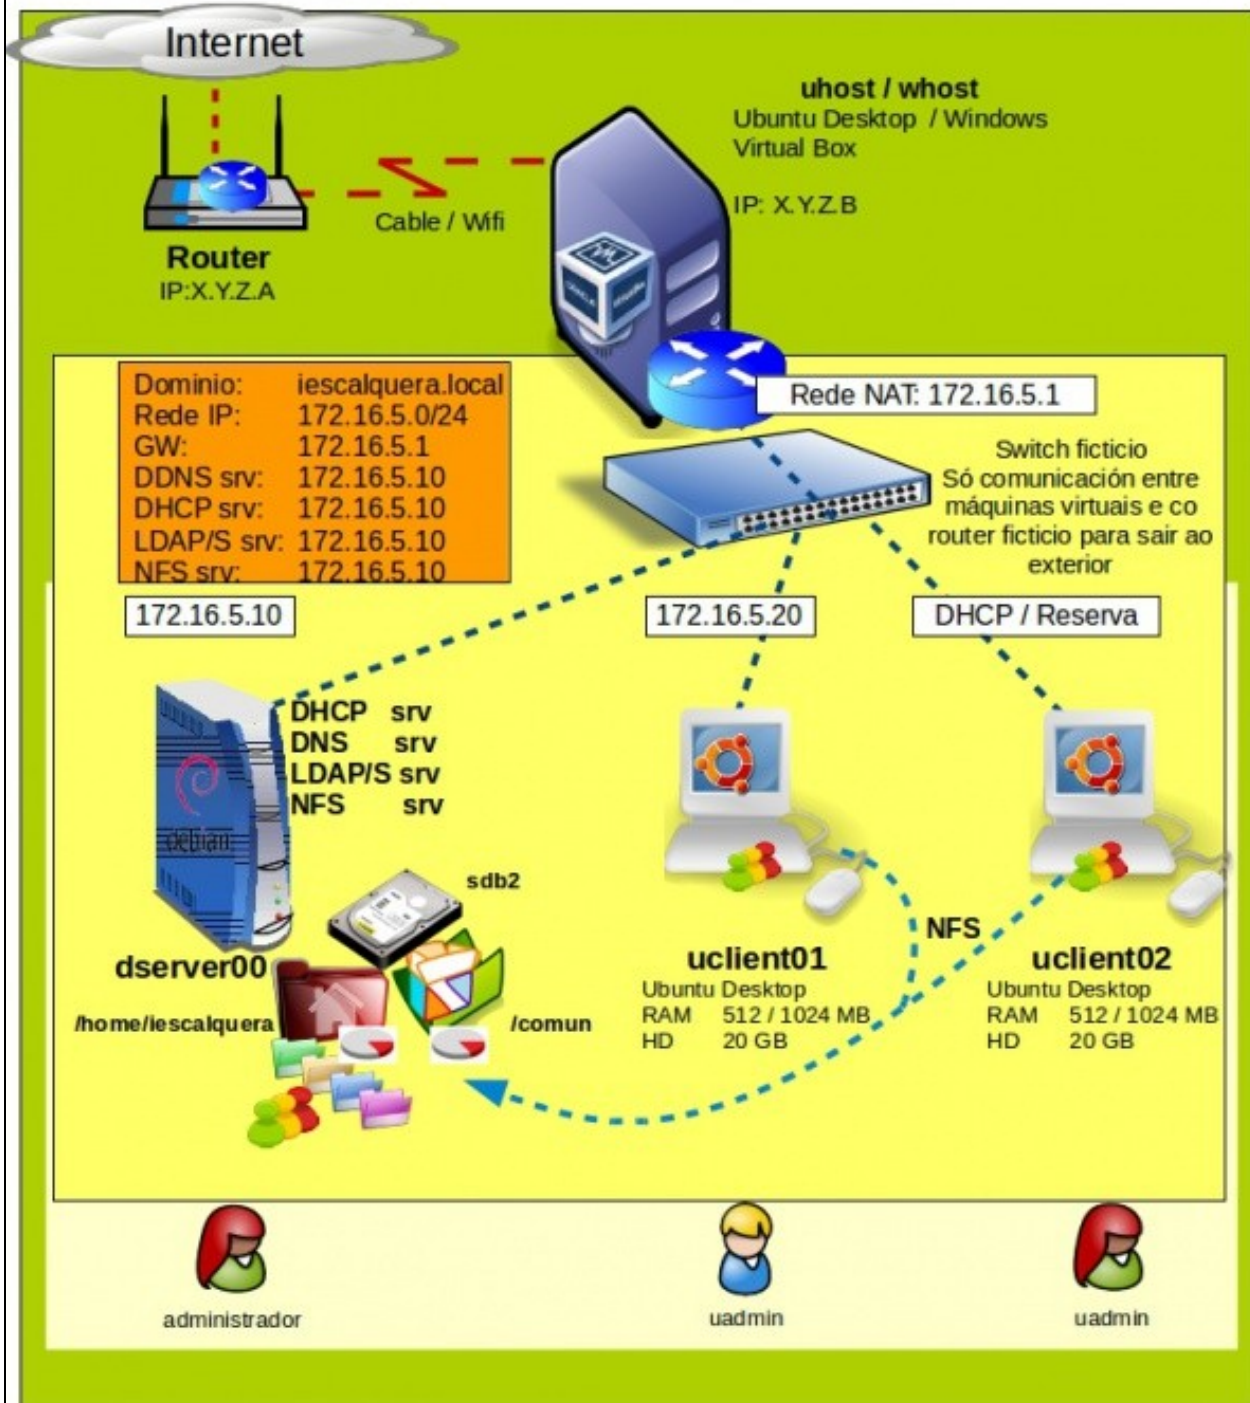 Internet
uhost / whost
Ubuntu Desktop / Windows
Virtual Box
IP: X.Y.Z.B
Cable / Wifi
Router
IP:X.Y.Z.A
Dominio: iescalquera.local
Rede IP: 172.16.5.0/24
GW: 172.16.5.1
DDNS srv: 172.16.5.10
DHCP srv: 172.16.5.10
LDAP/S srv: 172.16.5.10
NFS srv: 172.16.5.10
Rede NAT: 172.16.5.1
Switch ficticio
Só comunicación entre
máquinas virtuais e co
router ficticio para sair ao
exterior
172.16.5.10
172.16.5.20
DHCP / Reserva
DHCP srv
DNS srv
LDAP/S srv
NFS srv
debian
sdb2
dserver00
/home/iescalquera
/comun
NFS
uclient01
Ubuntu Desktop
RAM 512 / 1024 MB
HD 20 GB
uclient02
Ubuntu Desktop
RAM 512 / 1024 MB
HD 20 GB
administrador
uadmin
uadmin